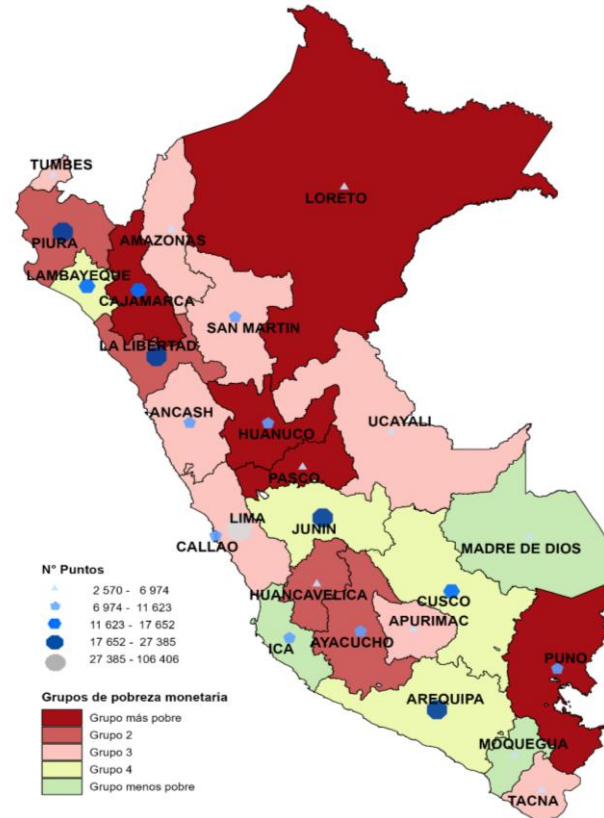 TUMBES
LORETO
PIURA
AMAZONAS
LAMBAYEQUE
CAJAMARCA
SAN MARTIN
LA LIBERTAD
ANCASH
UCAYALI
HUANUCO
PASCO
LIMA
JUNIN
CALLAO
MADRE DE DIOS
HUANCAVELICA
CUSCO
APURIMAC
ICA
AYACUCHO
PUNO
AREQUIPA
MOQUEGUA
TACNA
N° Puntos
2 570 - 6 974
6 974 - 11 623
11 623 - 17 652
17 652 - 27 385
27 385 - 106 406
Grupos de pobreza monetaria
Grupo más pobre
Grupo 2
Grupo 3
Grupo 4
Grupo menos pobre